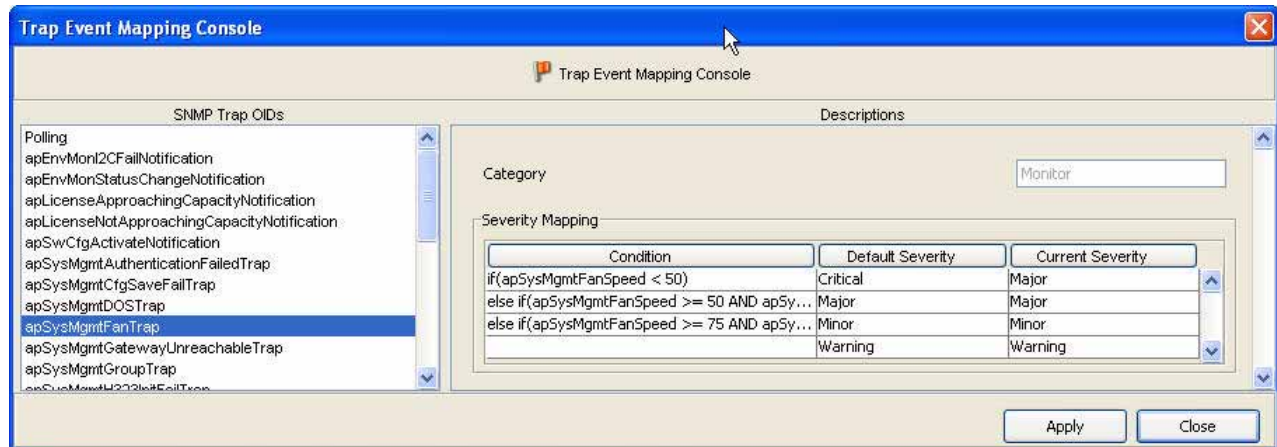 Trap Event Mapping Console
Trap Event Mapping Console
SNMP Trap OIDs
Polling
apEnvMonI2CFailNotification
apEnvMonStatusChangeNotification
apLicenseApproachingCapacityNotification
apLicenseNotApproachingCapacityNotification
apSwCfgActivateNotification
apSysMgmtAuthenticationFailedTrap
apSysMgmtCfgSaveFailTrap
apSysMgmtDOSTrap
apSysMgmtFanTrap
apSysMgmtGatewayUnreachableTrap
apSysMgmtGroupTrap
apSysMgmtH323InitFailTrap
Descriptions
Category Monitor
Severity Mapping
Condition Default Severity Current Severity
if(apSysMgmtFanSpeed < 50) Critical Major
else if(apSysMgmtFanSpeed >= 50 AND apSy... Major Major
else if(apSysMgmtFanSpeed >= 75 AND apSy... Minor Minor
Warning Warning
Apply Close